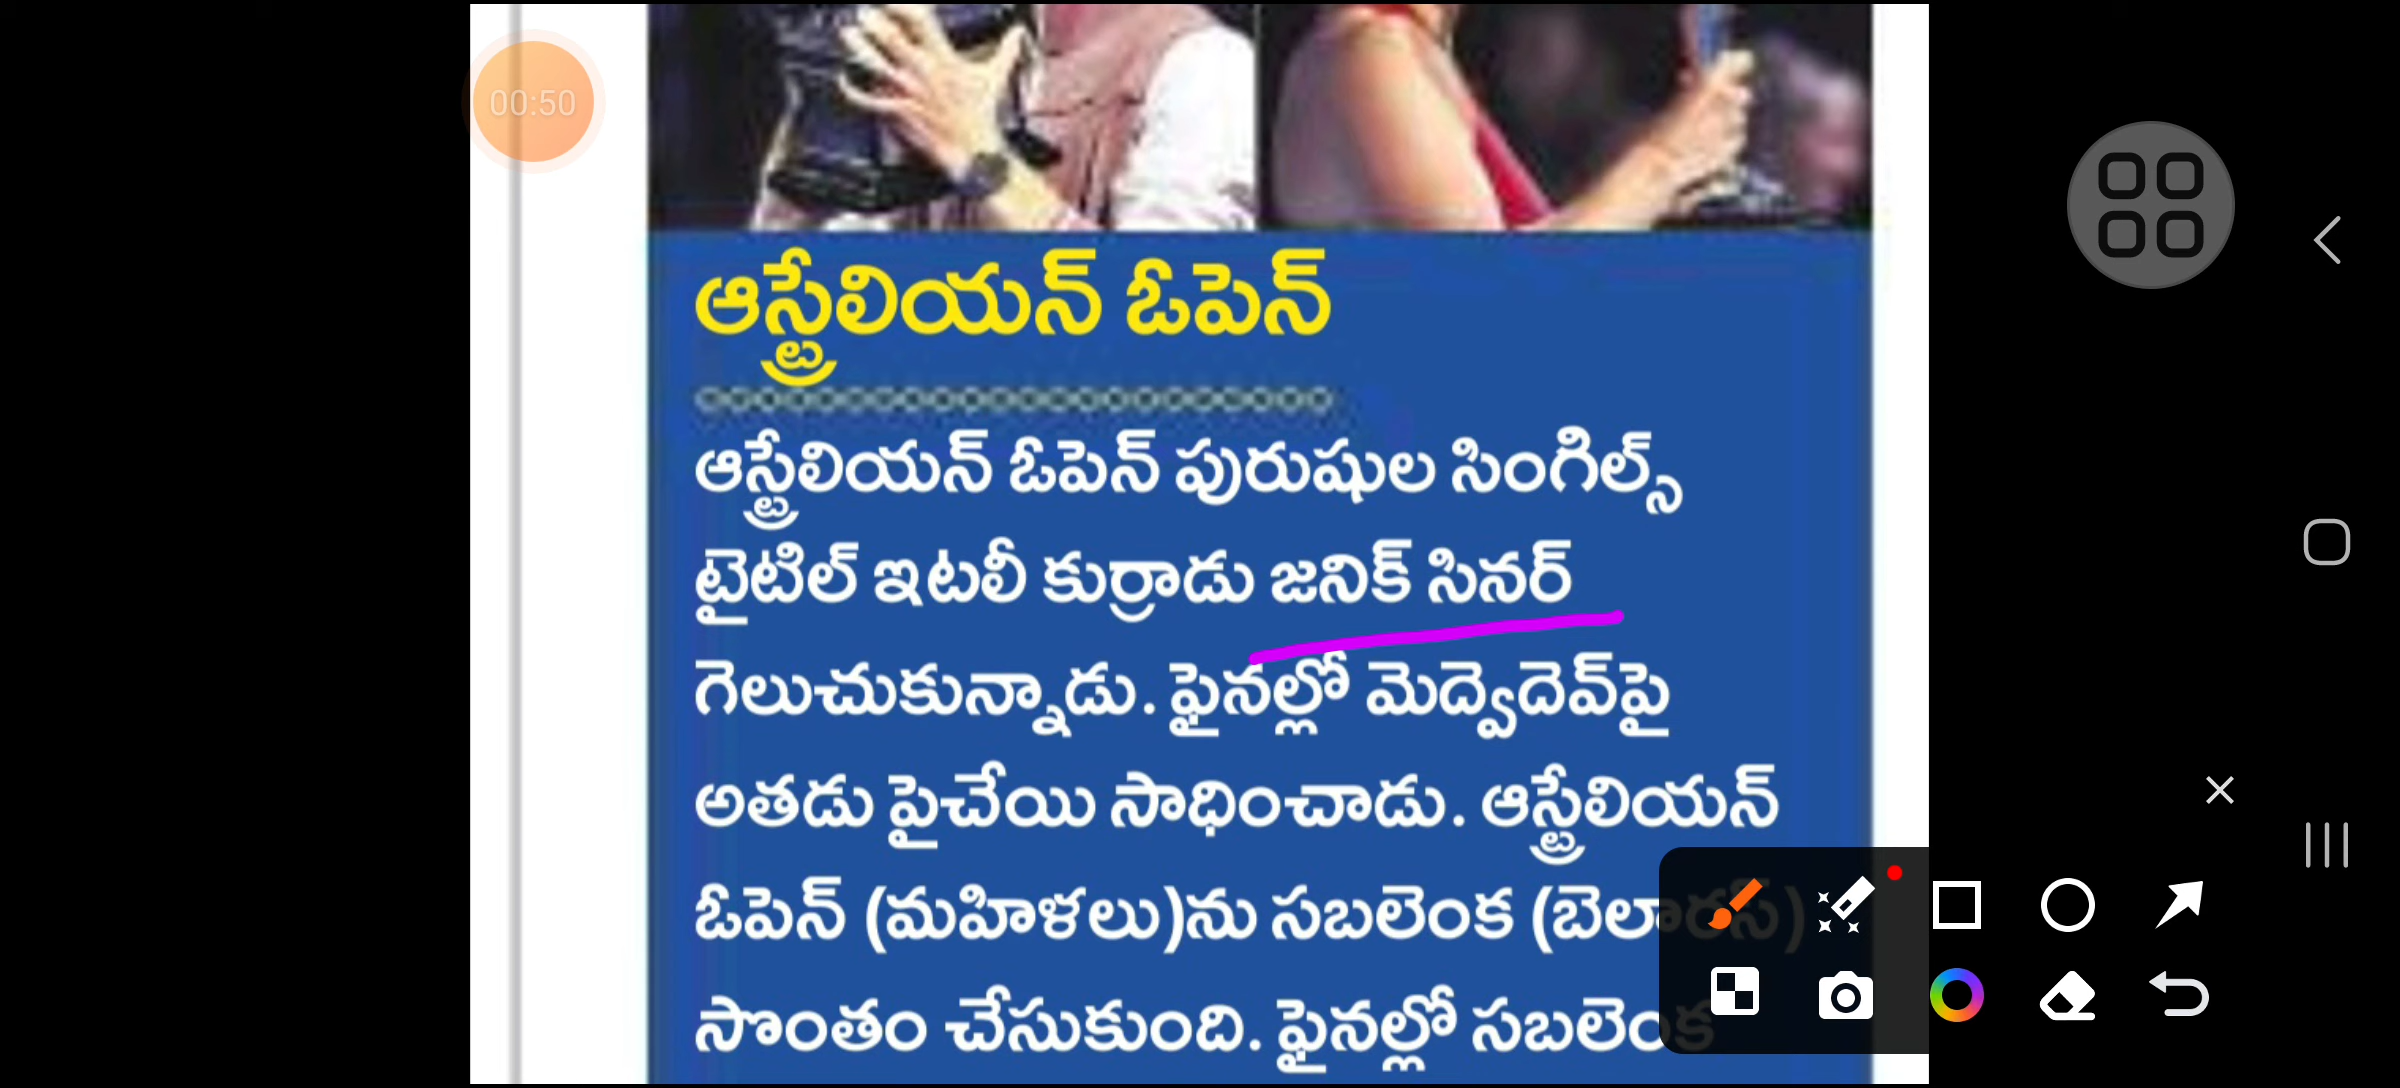 00:50
ఆస్ట్రేలియన్ ఓపెన్
ఆస్ట్రేలియన్ ఓపెన్ పురుషుల సింగిల్స్
టైటిల్ ఇటలీ కుర్రాడు జనిక్ సినర్
గెలుచుకున్నాడు. ఫైనల్లో మెద్వెదెవ్‌పై
అతడు పైచేయి సాధించాడు. ఆస్ట్రేలియన్
ఓపెన్ (మహిళలు)ను సబలెంక (బెలారస్)
సొంతం చేసుకుంది. ఫైనల్లో సబలెంక